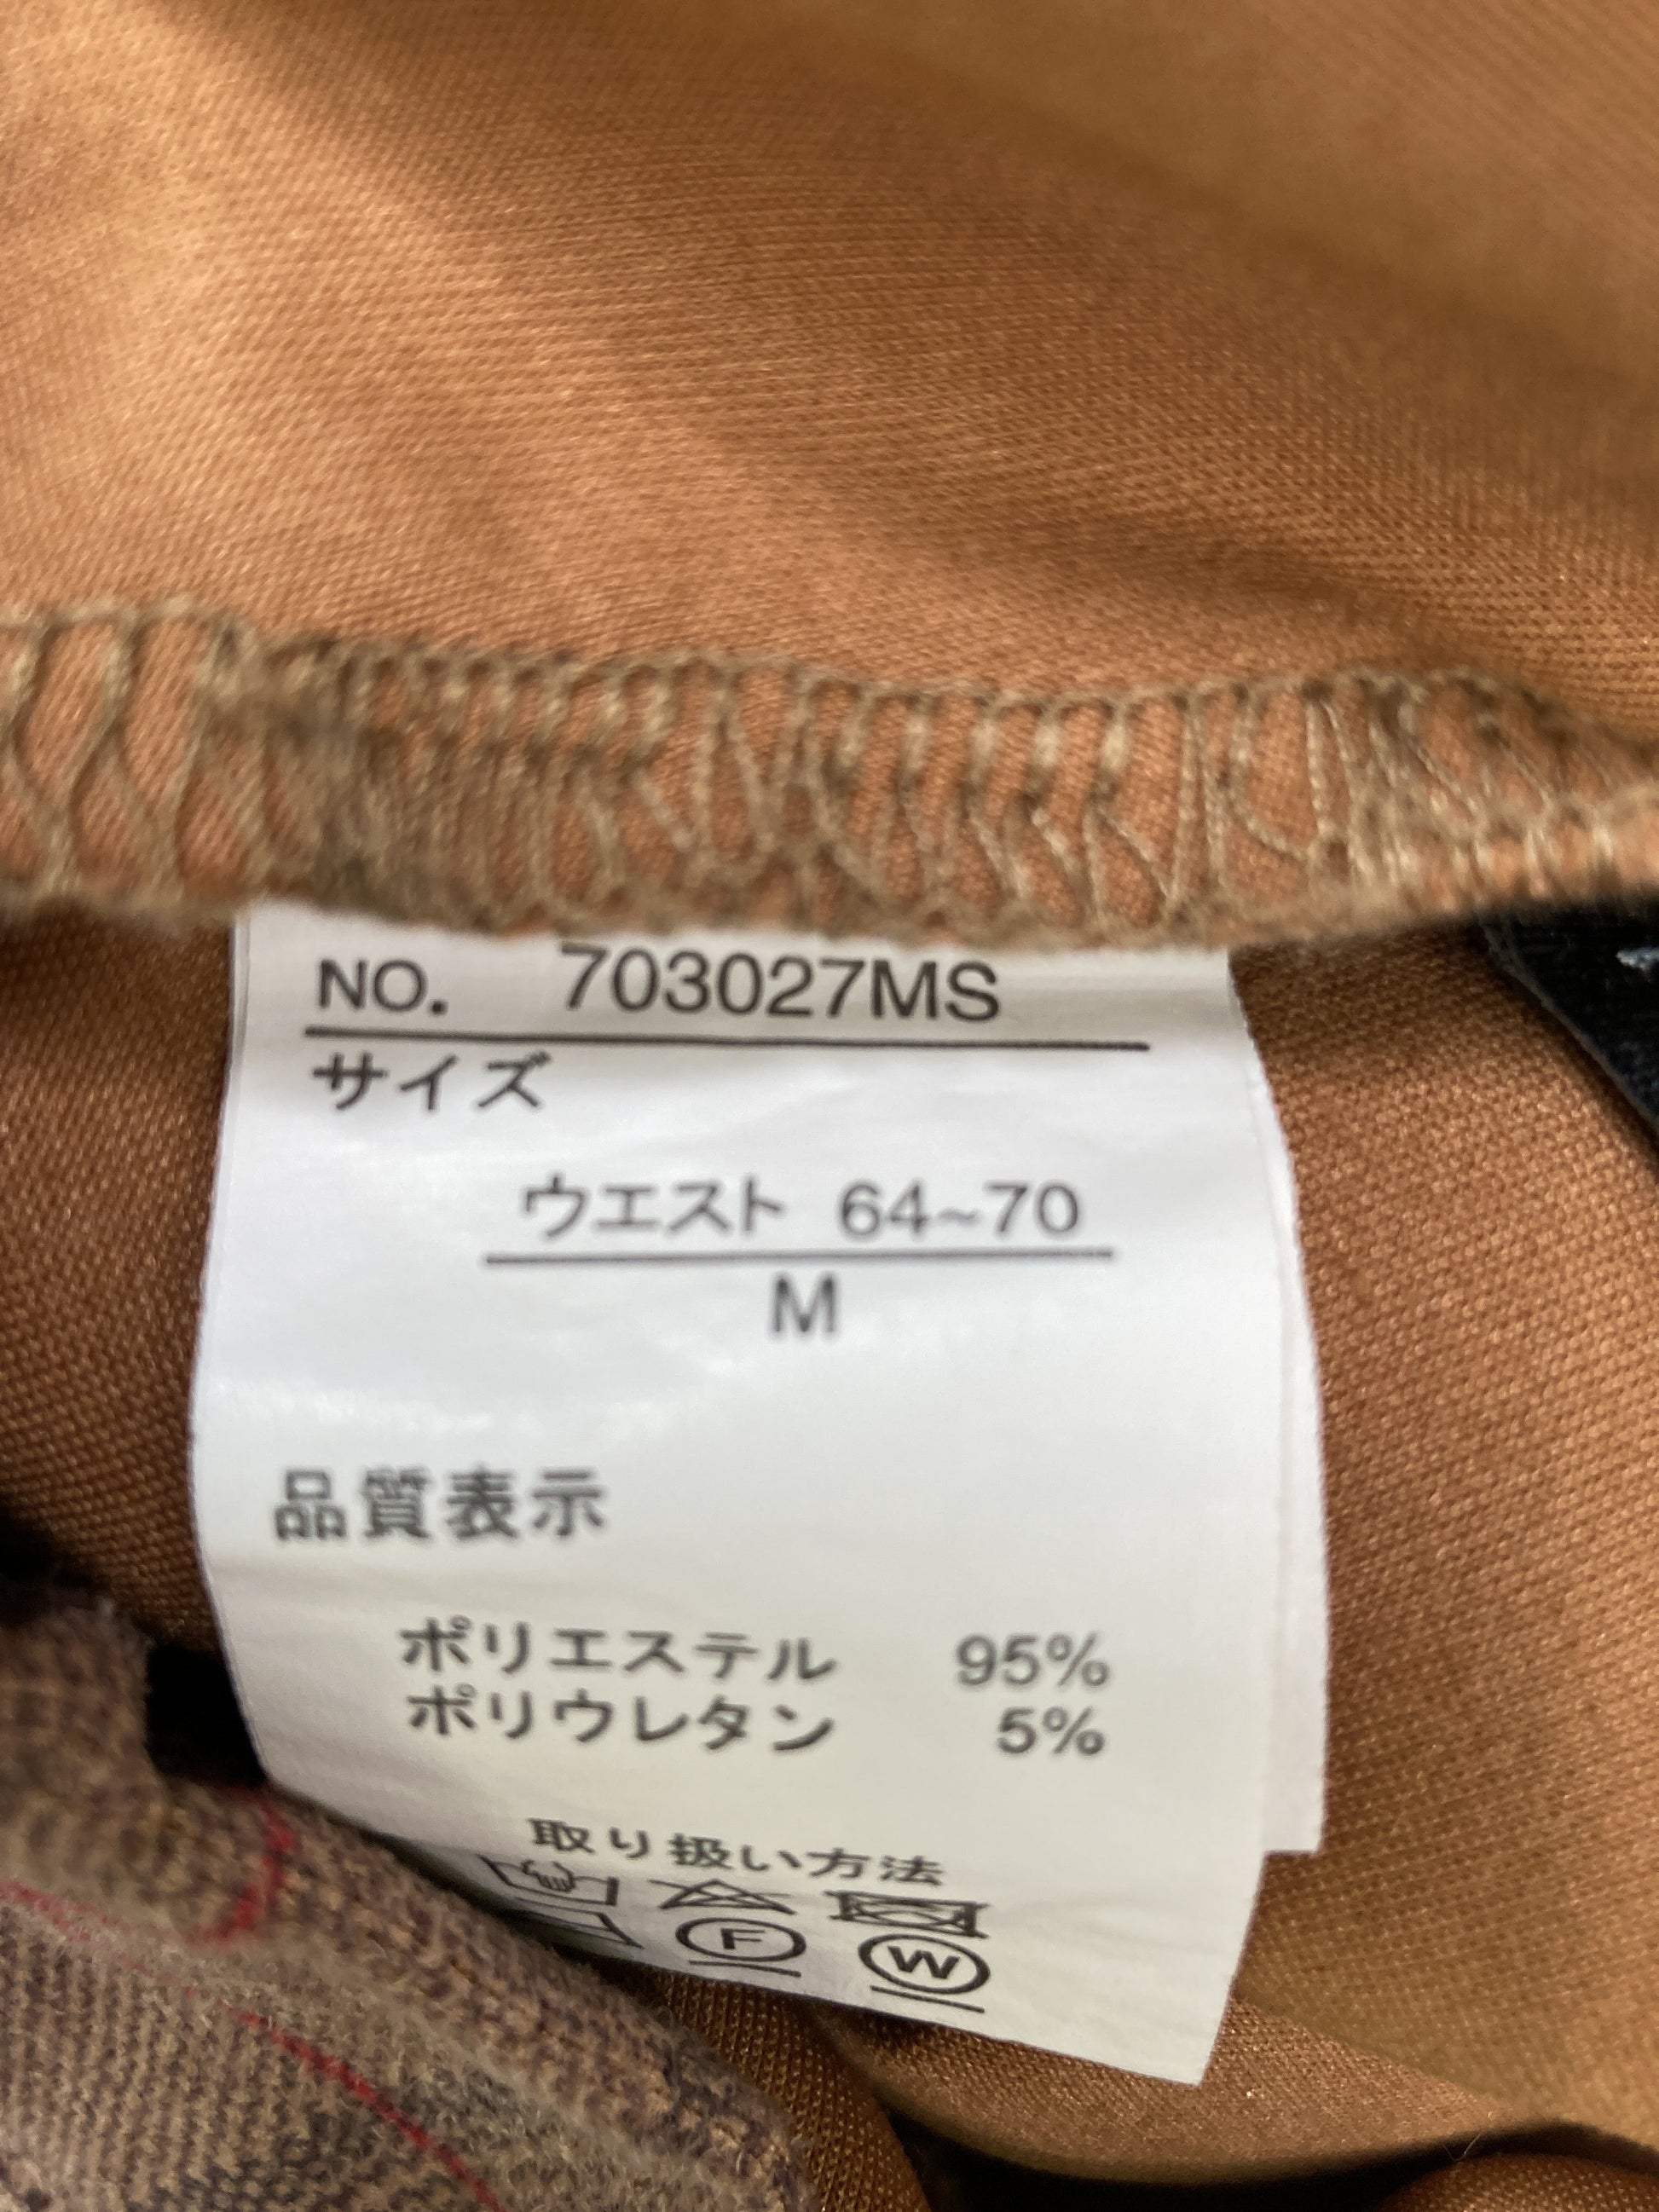 NO. 703027MS
サイズ
ウエスト 64~70
M
品質表示
ポリエステル 95%
ポリウレタン 5%
取り扱い方法
F W